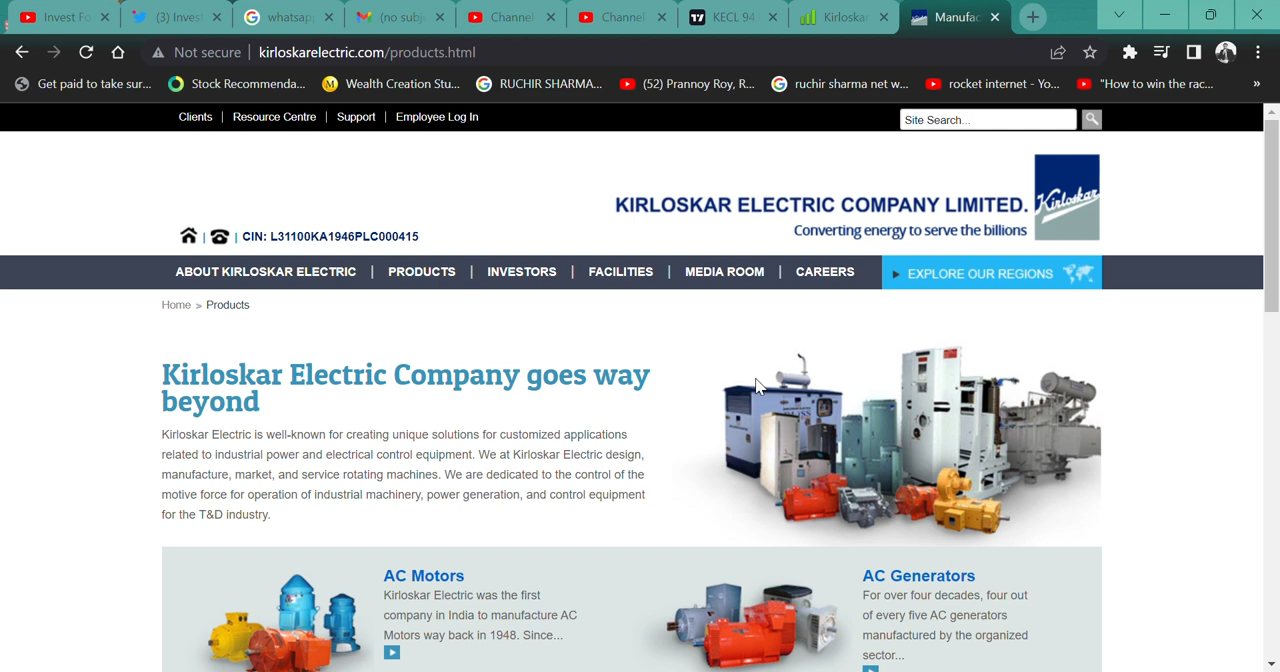 Invest Fo
(3) Invest
whatsap
(no subj
Channel
Channel
KECL 94.
Kirloskar
Manufac
Not secure
kirloskarelectric.com/products.html
Get paid to take sur...
Stock Recommenda...
Wealth Creation Stu...
RUCHIR SHARMA...
(52) Prannoy Roy, R...
ruchir sharma net w...
rocket internet - Yo...
"How to win the rac...
»
Clients | Resource Centre | Support | Employee Log In
Site Search...
KIRLOSKAR ELECTRIC COMPANY LIMITED.
Converting energy to serve the billions
Kirloskar
| | CIN: L31100KA1946PLC000415
ABOUT KIRLOSKAR ELECTRIC | PRODUCTS | INVESTORS | FACILITIES | MEDIA ROOM | CAREERS
EXPLORE OUR REGIONS
Home > Products
Kirloskar Electric Company goes way
beyond
Kirloskar Electric is well-known for creating unique solutions for customized applications
related to industrial power and electrical control equipment. We at Kirloskar Electric design,
manufacture, market, and service rotating machines. We are dedicated to the control of the
motive force for operation of industrial machinery, power generation, and control equipment
for the T&D industry.
AC Motors
Kirloskar Electric was the first
company in India to manufacture AC
Motors way back in 1948. Since...
AC Generators
For over four decades, four out
of every five AC generators
manufactured by the organized
sector...